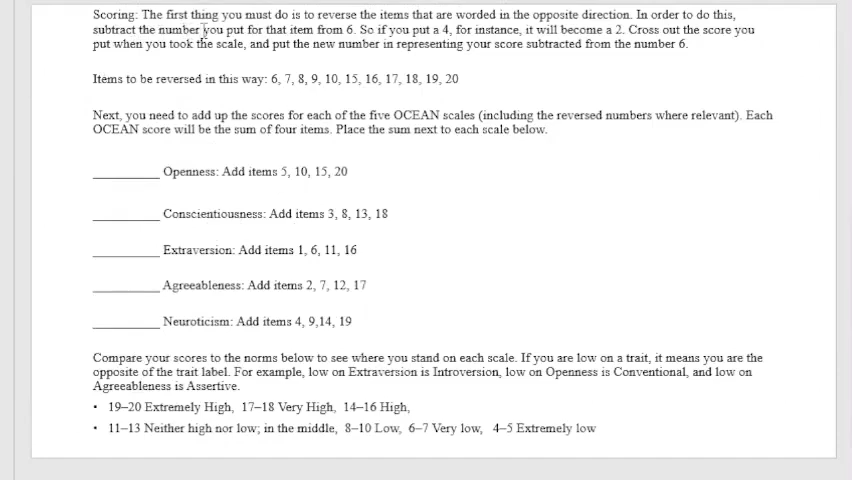 Scoring: The first thing you must do is to reverse the items that are worded in the opposite direction. In order to do this,
subtract the number you put for that item from 6. So if you put a 4, for instance, it will become a 2. Cross out the score you
put when you took the scale, and put the new number in representing your score subtracted from the number 6.
Items to be reversed in this way: 6, 7, 8, 9, 10, 15, 16, 17, 18, 19, 20
Next, you need to add up the scores for each of the five OCEAN scales (including the reversed numbers where relevant). Each
OCEAN score will be the sum of four items. Place the sum next to each scale below.
__________ Openness: Add items 5, 10, 15, 20
__________ Conscientiousness: Add items 3, 8, 13, 18
__________ Extraversion: Add items 1, 6, 11, 16
__________ Agreeableness: Add items 2, 7, 12, 17
__________ Neuroticism: Add items 4, 9,14, 19
Compare your scores to the norms below to see where you stand on each scale. If you are low on a trait, it means you are the
opposite of the trait label. For example, low on Extraversion is Introversion, low on Openness is Conventional, and low on
Agreeableness is Assertive.
• 19–20 Extremely High, 17–18 Very High, 14–16 High,
• 11–13 Neither high nor low; in the middle, 8–10 Low, 6–7 Very low, 4–5 Extremely low